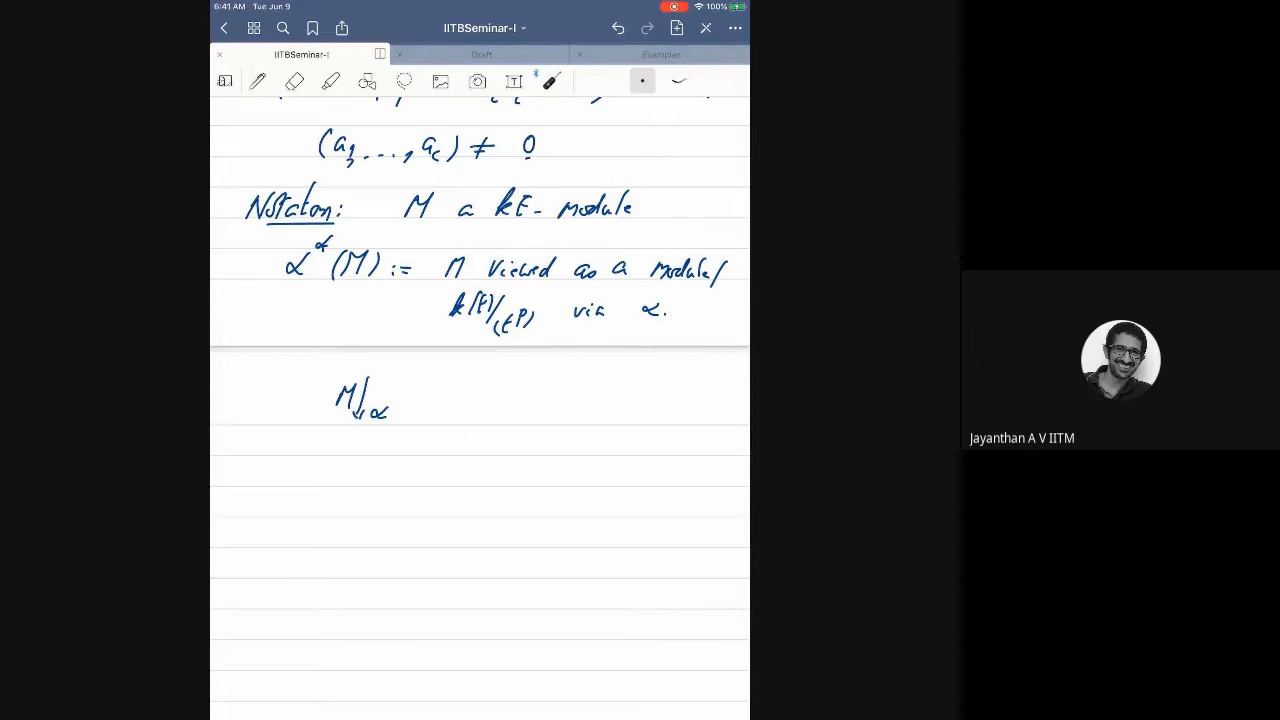 6:41 AM Tue Jun 9
100%
IITBSeminar-I
IITBSeminar-I
Draft
Examples
(a₁, ..., a_c) ≠ 0
Notation: M a kE-module
α*(M) := M viewed as a module/
k[t]/(t^p) via α.
M↓α
Jayanthan A V IITM